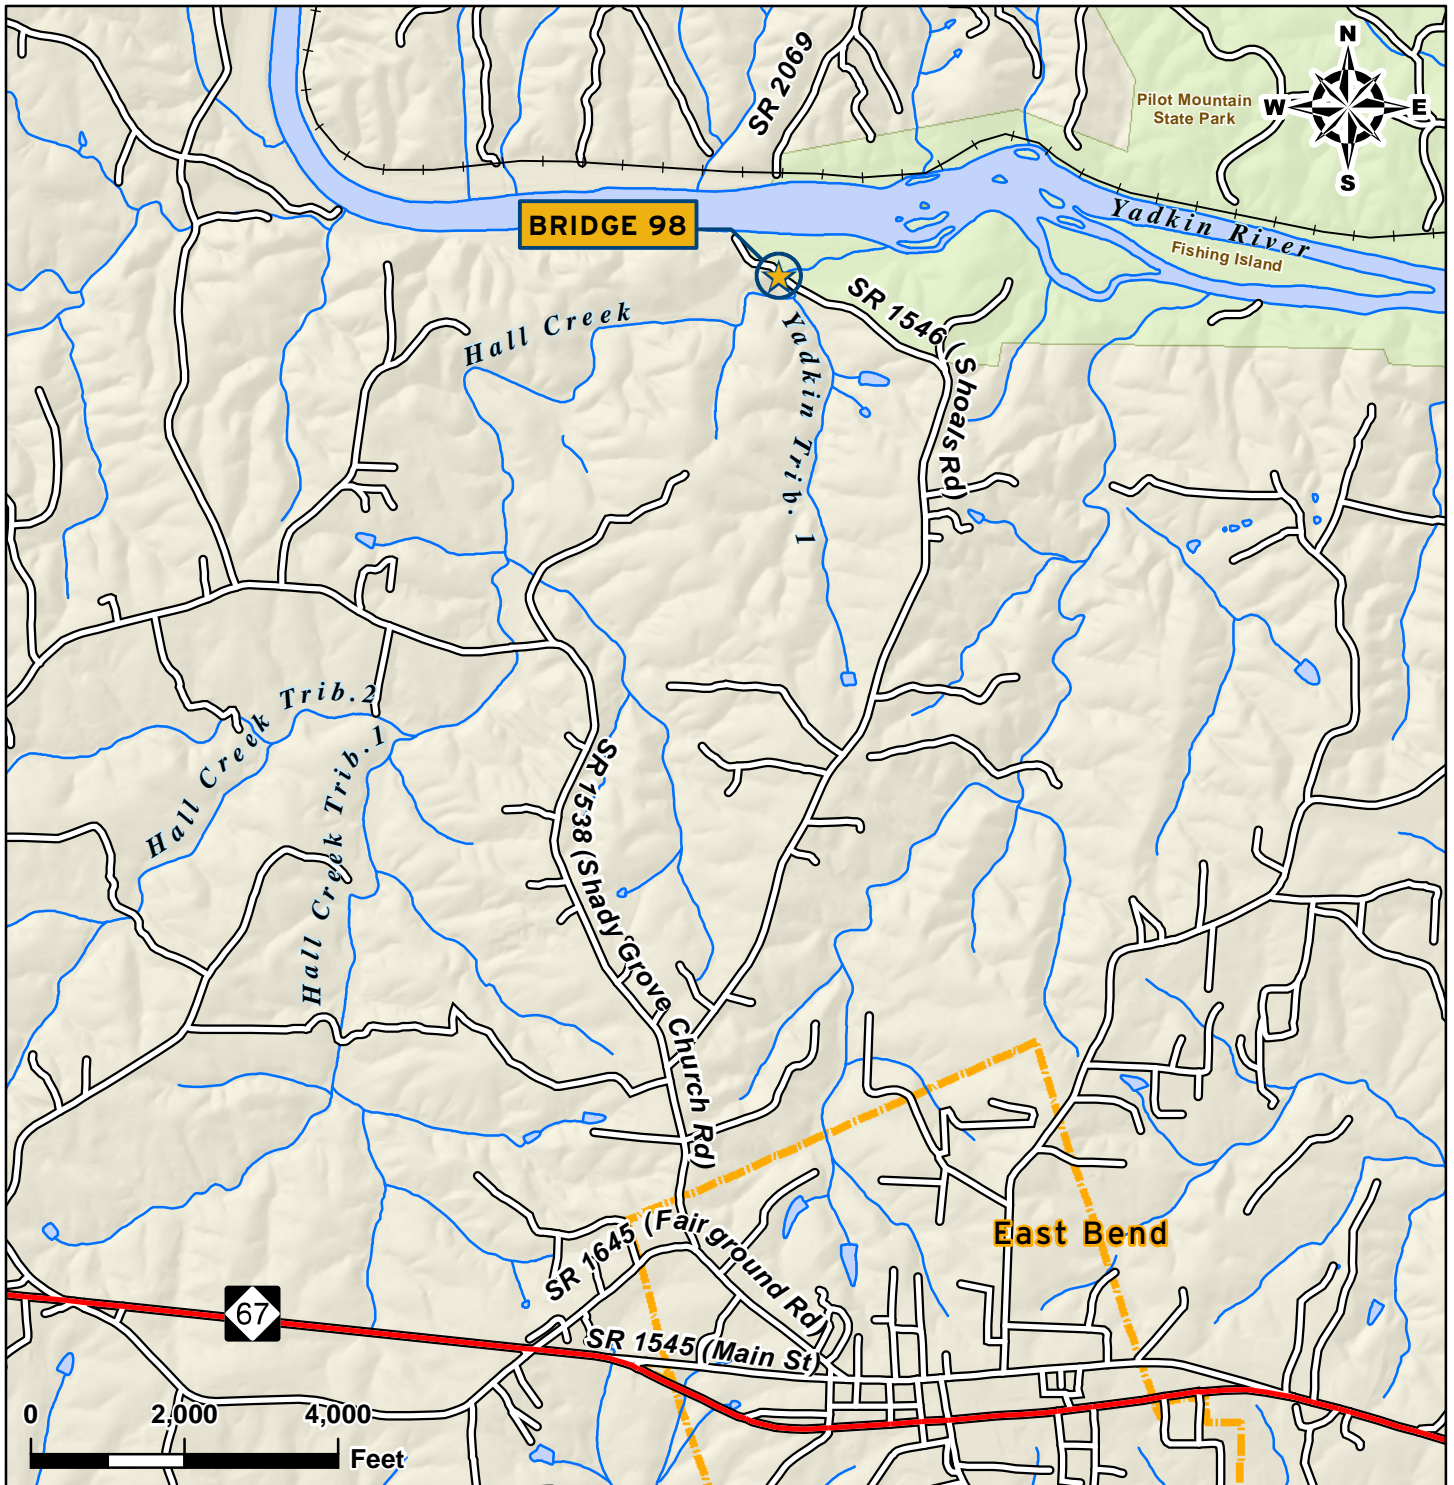 N
W E
S
SR 2069
Pilot Mountain
State Park
Yadkin River
Fishing Island
BRIDGE 98
SR 1546 (Shoals Rd)
Hall Creek
Yadkin Trib. 1
Hall Creek Trib.2
Hall Creek Trib.1
SR 1538 (Shady Grove Church Rd)
East Bend
SR 1645 (Fairground Rd)
67
SR 1545 (Main St)
0 2,000 4,000
Feet